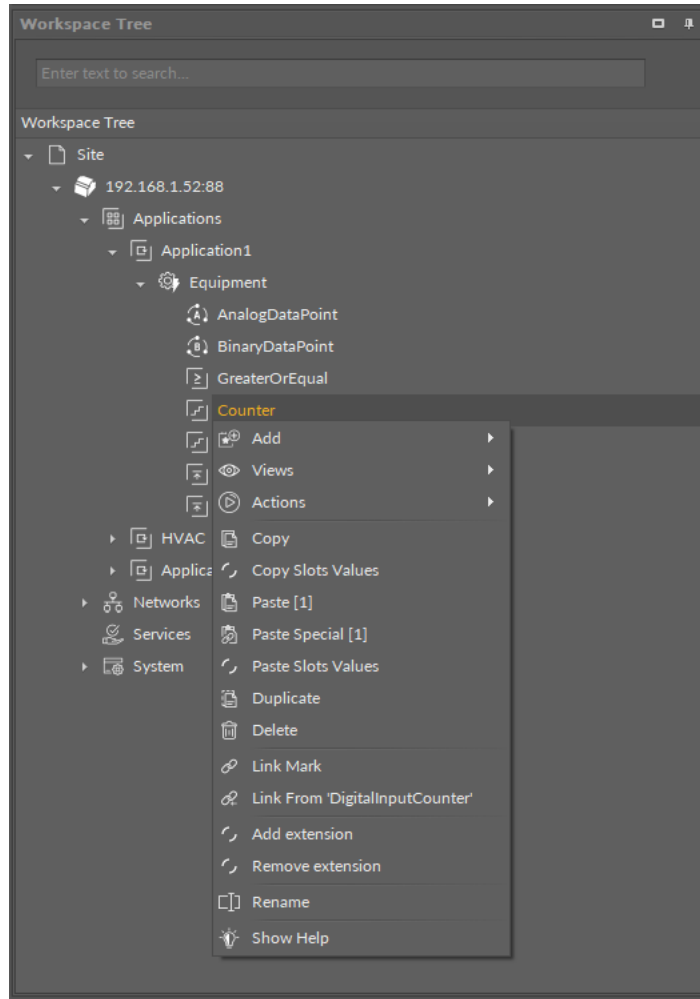 Workspace Tree
Enter text to search...
Workspace Tree
Site
192.168.1.52:88
Applications
Application1
Equipment
AnalogDataPoint
BinaryDataPoint
GreaterOrEqual
Counter
Add
Views
Actions
HVAC
Copy
Applica
Copy Slots Values
Networks
Paste [1]
Services
Paste Special [1]
System
Paste Slots Values
Duplicate
Delete
Link Mark
Link From 'DigitalInputCounter'
Add extension
Remove extension
Rename
Show Help